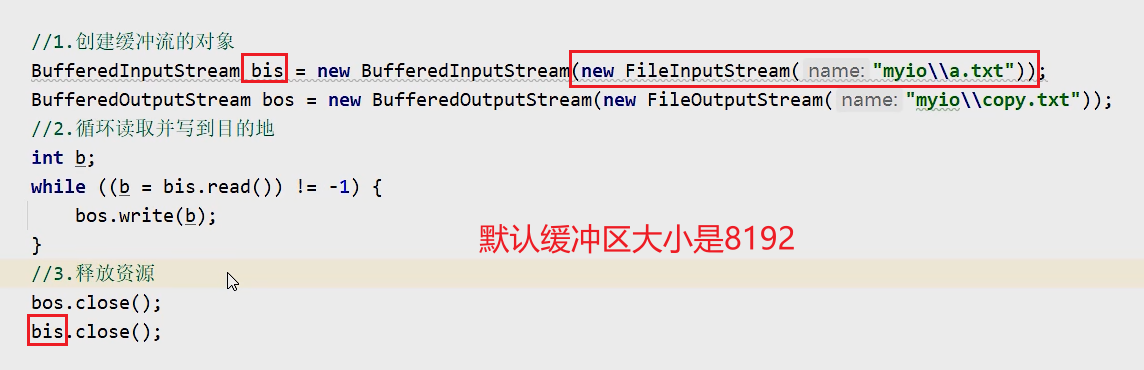 //1.创建缓冲流的对象
BufferedInputStream bis = new BufferedInputStream(new FileInputStream( name: "myio\\a.txt"));
BufferedOutputStream bos = new BufferedOutputStream(new FileOutputStream( name: "myio\\copy.txt"));
//2.循环读取并写到目的地
int b;
while ((b = bis.read()) != -1) {
    bos.write(b);
默认缓冲区大小是8192
}
//3.释放资源
bos.close();
bis.close();